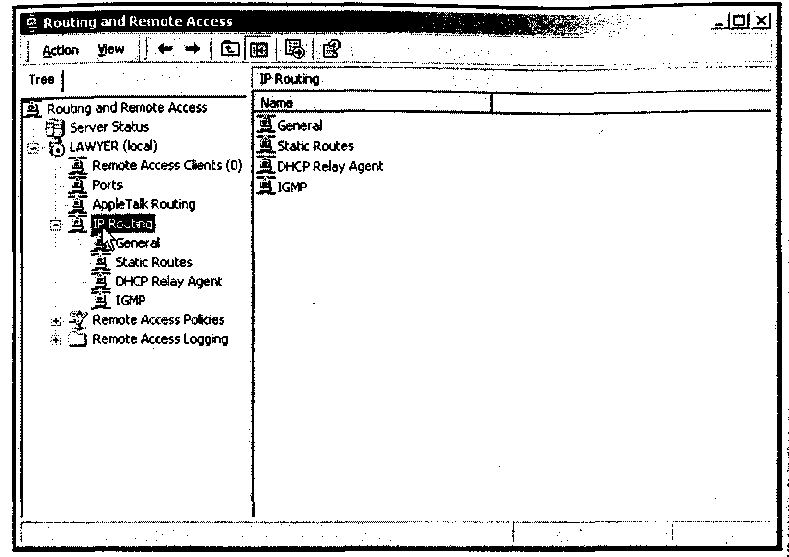 Routing and Remote Access
Action View
Tree
IP Routing
Routing and Remote Access
Server Status
LAWYER (local)
Remote Access Clients (0)
Ports
AppleTalk Routing
IP Routing
General
Static Routes
DHCP Relay Agent
IGMP
Remote Access Policies
Remote Access Logging
Name
General
Static Routes
DHCP Relay Agent
IGMP